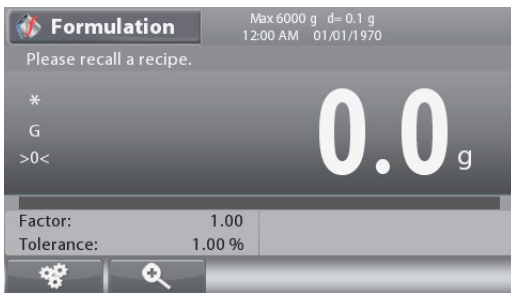 Formulation
Max 6000 g d= 0.1 g
12:00 AM 01/01/1970
Please recall a recipe.
*
G
>0<
0.0 g
Factor: 1.00
Tolerance: 1.00 %